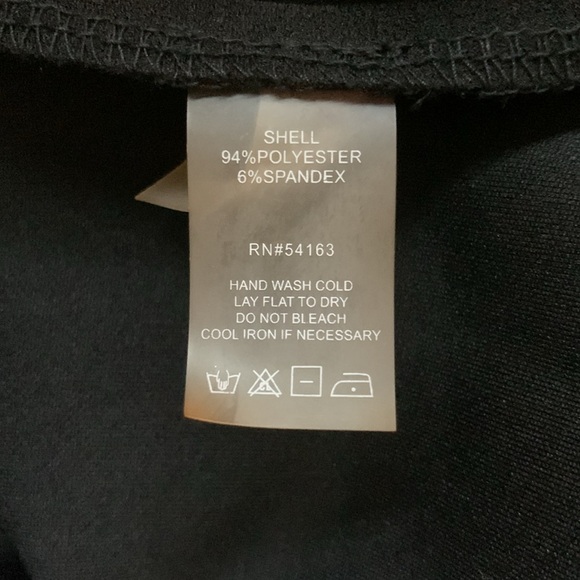 SHELL
94%POLYESTER
6%SPANDEX
RN#54163
HAND WASH COLD
LAY FLAT TO DRY
DO NOT BLEACH
COOL IRON IF NECESSARY